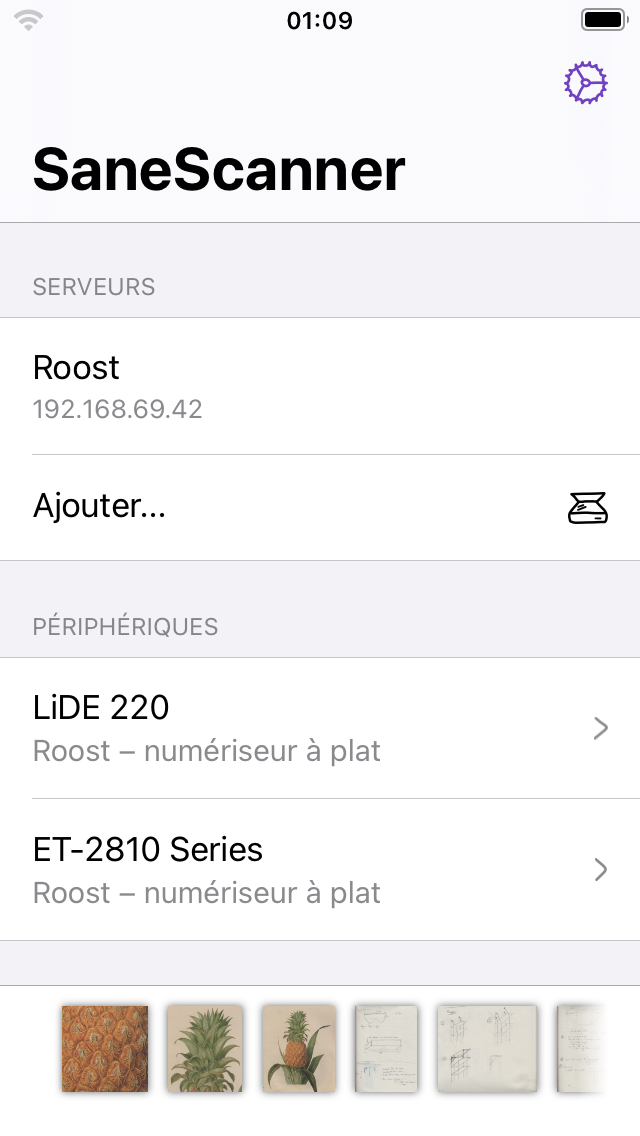 01:09
SaneScanner
SERVEURS
Roost
192.168.69.42
Ajouter...
PÉRIPHÉRIQUES
LiDE 220
Roost – numériseur à plat
ET-2810 Series
Roost – numériseur à plat